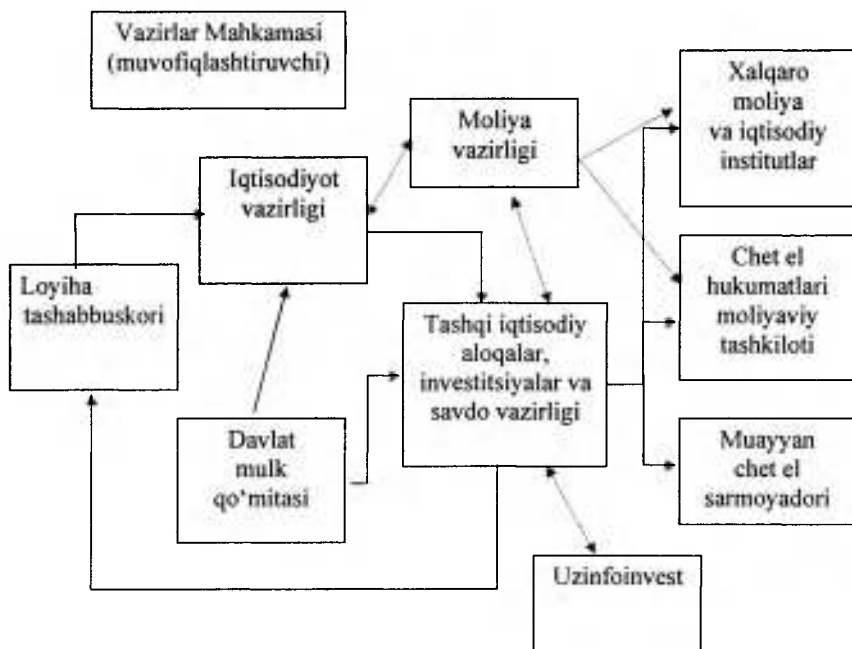 Vazirlar Mahkamasi
(muvofiqlashtiruvchi)
Xalqaro
moliya
va iqtisodiy
institutlar
Moliya
vazirligi
Iqtisodiyot
vazirligi
Loyiha
tashabbuskori
Chet el
hukumatlari
moliyaviy
tashkiloti
Tashqi iqtisodiy
aloqalar,
investitsiyalar va
savdo vazirligi
Davlat
mulk
qo‘mitasi
Muayyan
chet el
sarmoyadori
Uzinfoinvest